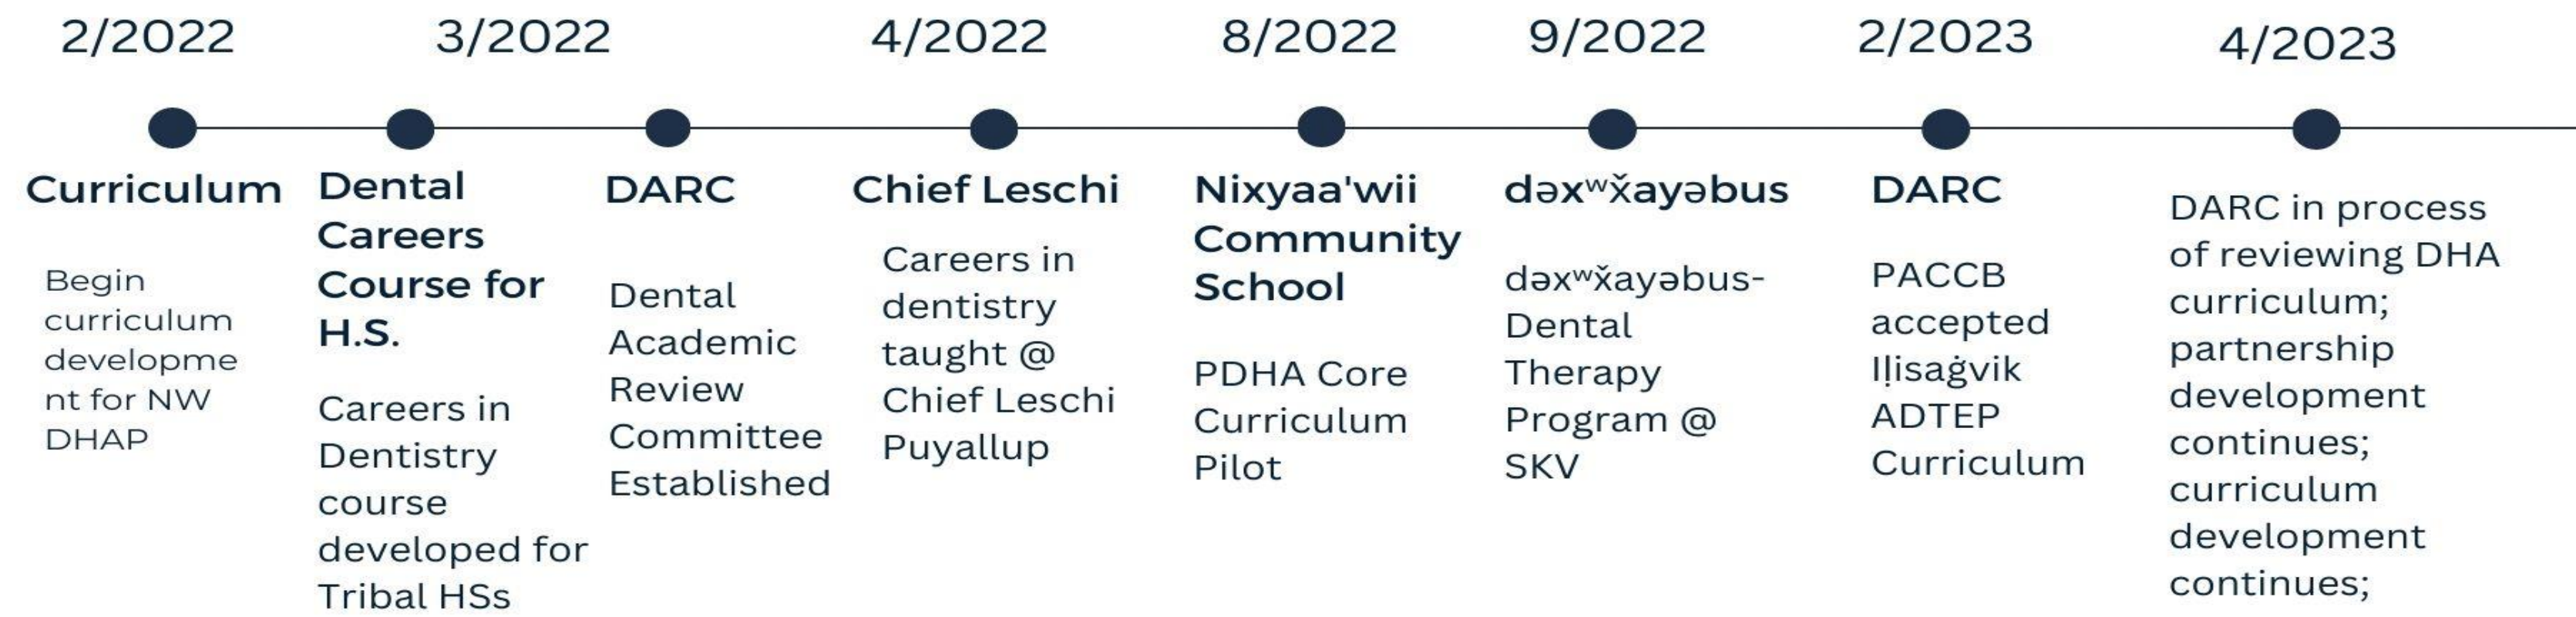 2/2022
3/2022
4/2022
8/2022
9/2022
2/2023
4/2023
Curriculum
Begin
curriculum
developme
nt for NW
DHAP
Dental
Careers
Course for
H.S.
Careers in
Dentistry
course
developed for
Tribal HSs
DARC
Dental
Academic
Review
Committee
Established
Chief Leschi
Careers in
dentistry
taught @
Chief Leschi
Puyallup
Nixyaa'wii
Community
School
PDHA Core
Curriculum
Pilot
dəxʷx̌ayəbus
dəxʷx̌ayəbus-
Dental
Therapy
Program @
SKV
DARC
PACCB
accepted
Iḷisaġvik
ADTEP
Curriculum
DARC in process
of reviewing DHA
curriculum;
partnership
development
continues;
curriculum
development
continues;